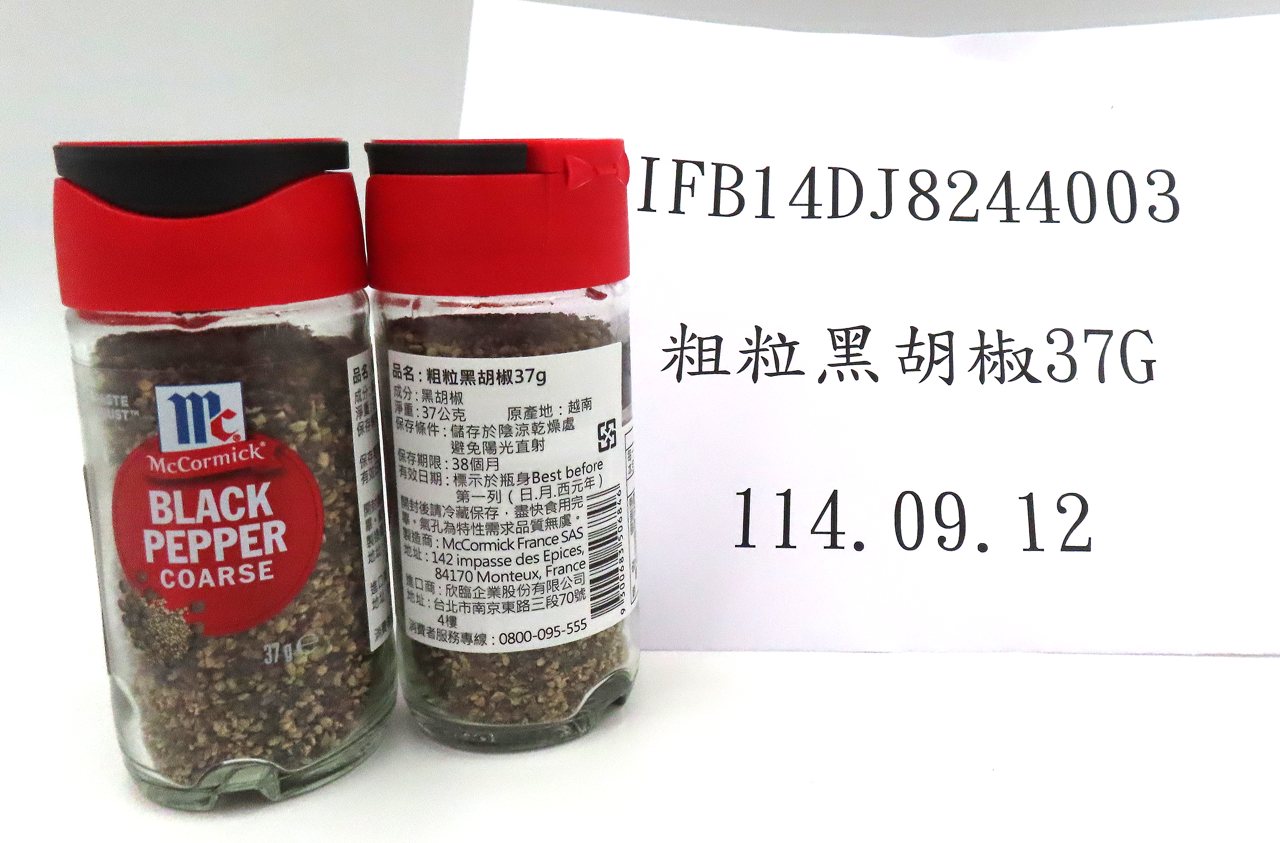 Mc
McCormick®
BLACK
PEPPER
COARSE
37g℮
品名:粗粒黑胡椒37g
成分:黑胡椒
淨重:37公克 原產地:越南
保存條件:儲存於陰涼乾燥處
避免陽光直射
保存期限:38個月
有效日期:標示於瓶身Best before
第一列(日.月.西元年)
開封後請冷藏保存,盡快食用完
畢。氣孔為特性需求品質無虞。
製造商:McCormick France SAS
地址:142 impasse des Epices,
84170 Monteux, France
進口商:欣臨企業股份有限公司
地址:台北市南京東路三段70號
4樓
消費者服務專線:0800-095-555
IFB14DJ8244003
粗粒黑胡椒37G
114.09.12